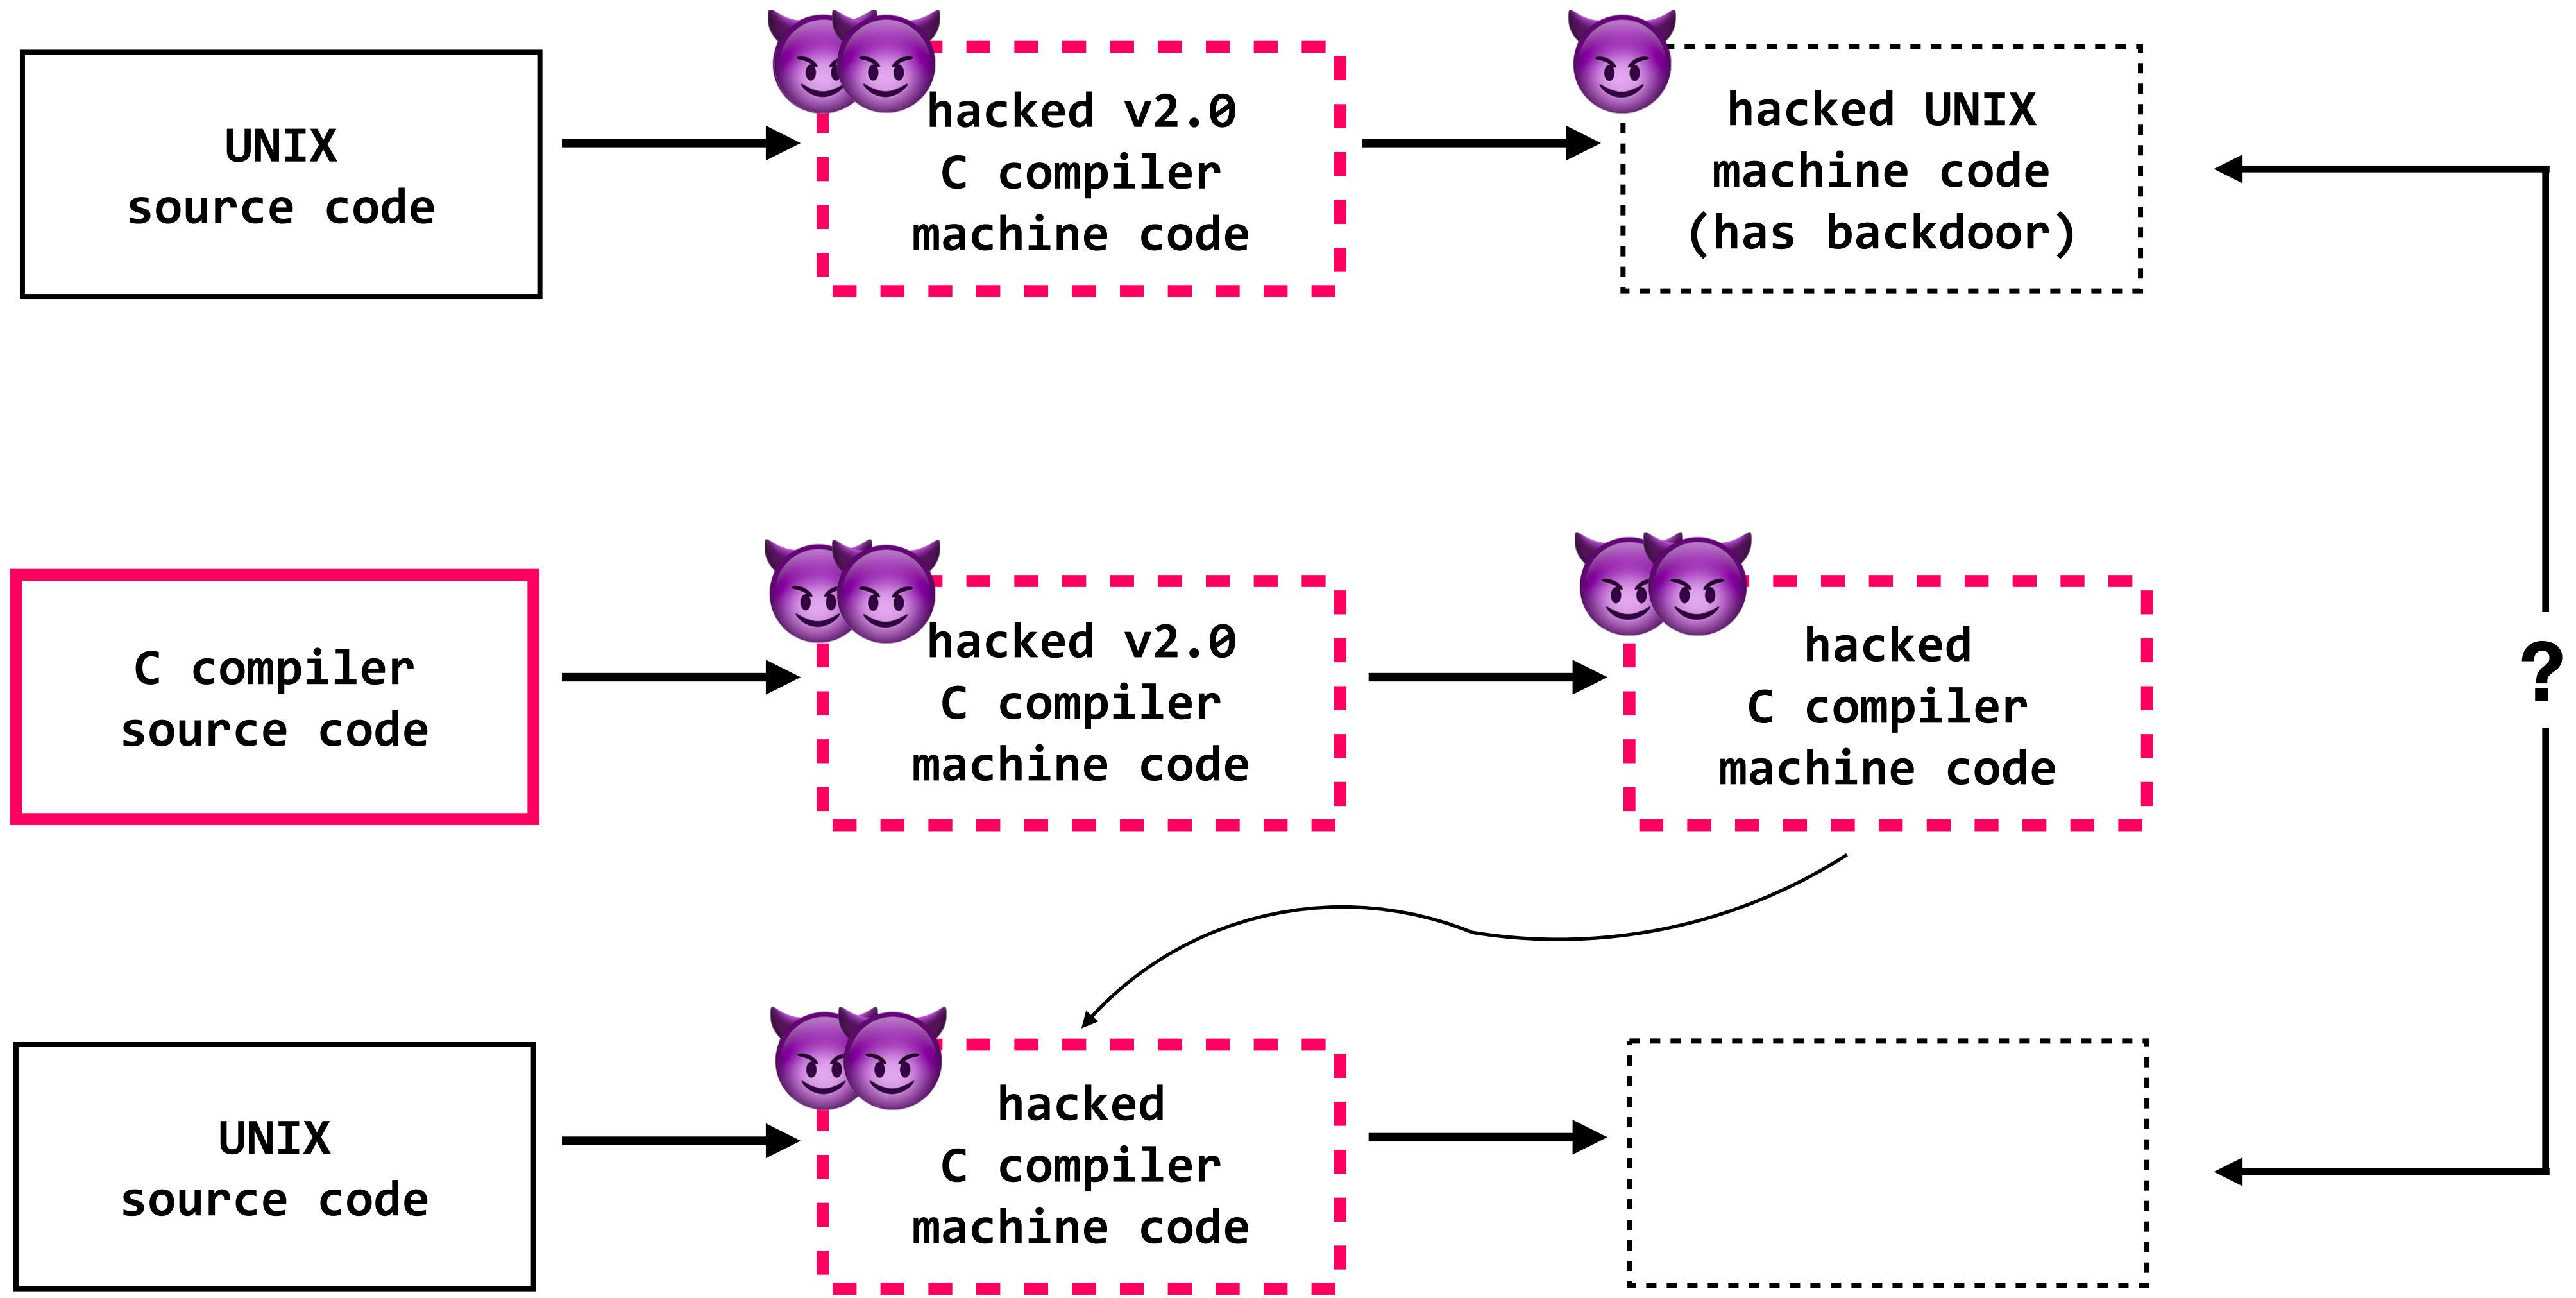 UNIX
source code
hacked v2.0
C compiler
machine code
hacked UNIX
machine code
(has backdoor)
C compiler
source code
hacked v2.0
C compiler
machine code
hacked
C compiler
machine code
?
UNIX
source code
hacked
C compiler
machine code